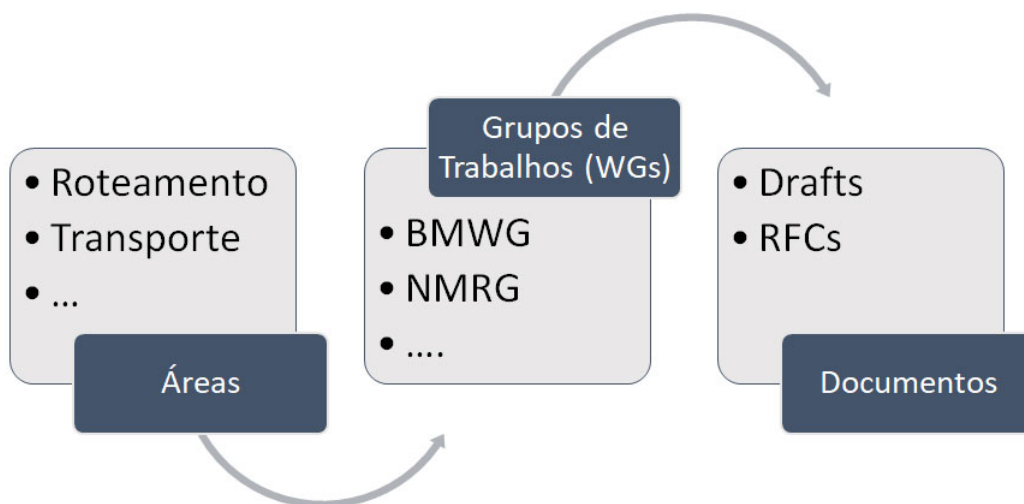 • Roteamento
• Transporte
• ...
Áreas
Grupos de
Trabalhos (WGs)
• BMWG
• NMRG
• ....
• Drafts
• RFCs
Documentos